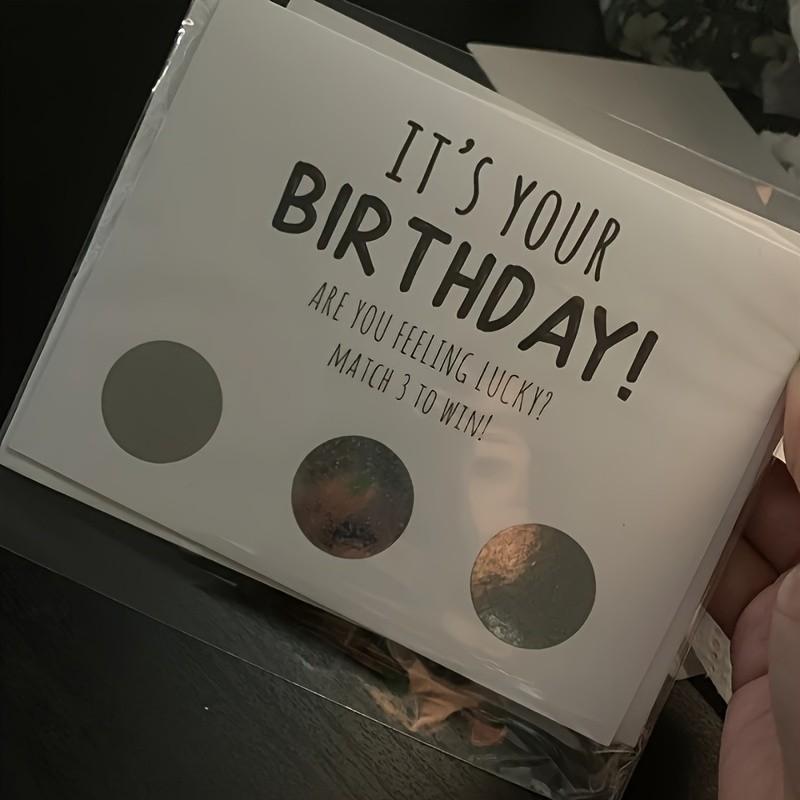 IT'S YOUR
BIRTHDAY!
ARE YOU FEELING LUCKY?
MATCH 3 TO WIN!